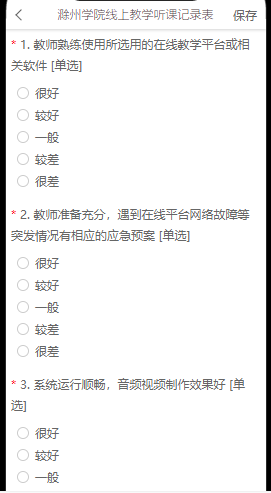 滁州学院线上教学听课记录表 保存
* 1. 教师熟练使用所选用的在线教学平台或相
关软件 [单选]
很好
较好
一般
较差
很差
* 2. 教师准备充分，遇到在线平台网络故障等
突发情况有相应的应急预案 [单选]
很好
较好
一般
较差
很差
* 3. 系统运行顺畅，音频视频制作效果好 [单
选]
很好
较好
一般